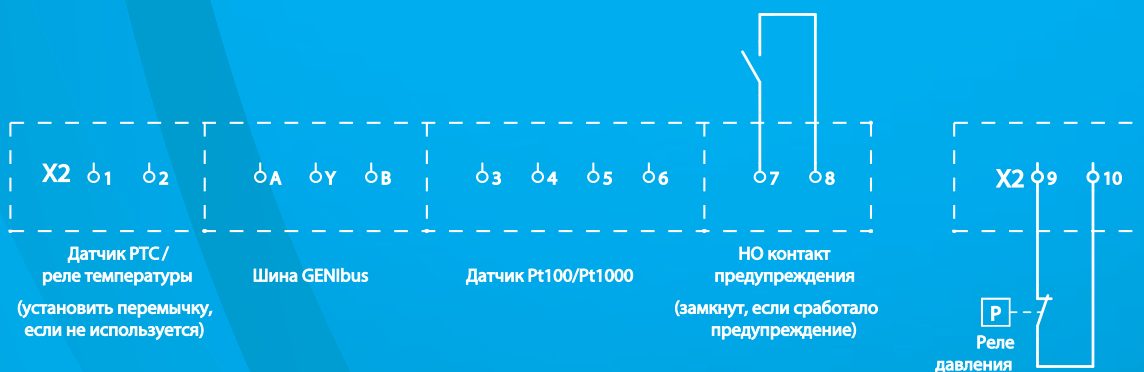 X2 1 2 A Y B 3 4 5 6 7 8 X2 9 10
Датчик PTC /
реле температуры
(установить перемычку,
если не используется)
Шина GENIbus
Датчик Pt100/Pt1000
НО контакт
предупреждения
(замкнут, если сработало
предупреждение)
P
Реле
давления